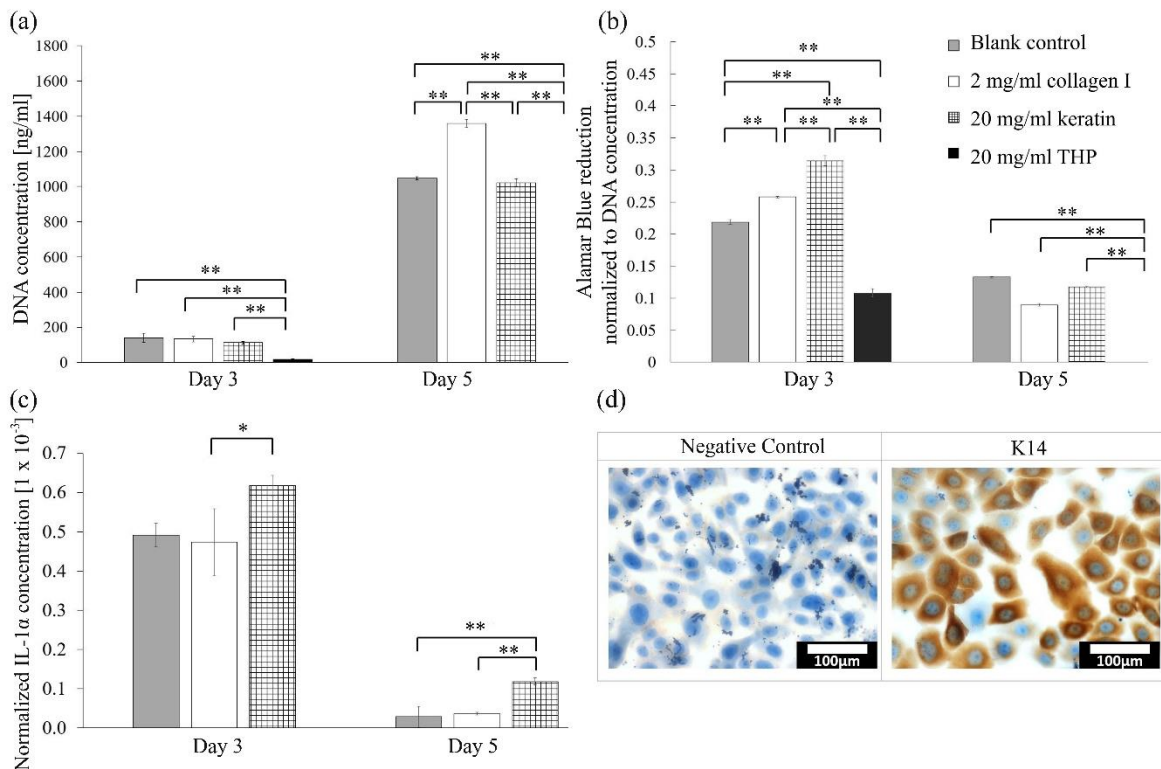 (a)
DNA concentration [ng/ml]
1800
1600
1400
1200
1000
800
600
400
200
0
** ** ** ** ** ** ** **
Day 3
Day 5
(b)
Alamar Blue reduction
normalized to DNA concentration
0.5
0.45
0.4
0.35
0.3
0.25
0.2
0.15
0.1
0.05
0
** ** ** ** ** ** ** ** **
Day 3
Day 5
Blank control
2 mg/ml collagen I
20 mg/ml keratin
20 mg/ml THP
(c)
Normalized IL-1α concentration [1 x 10⁻³]
0.7
0.6
0.5
0.4
0.3
0.2
0.1
0.0
*
**
**
Day 3
Day 5
(d)
Negative Control
K14
100µm
100µm